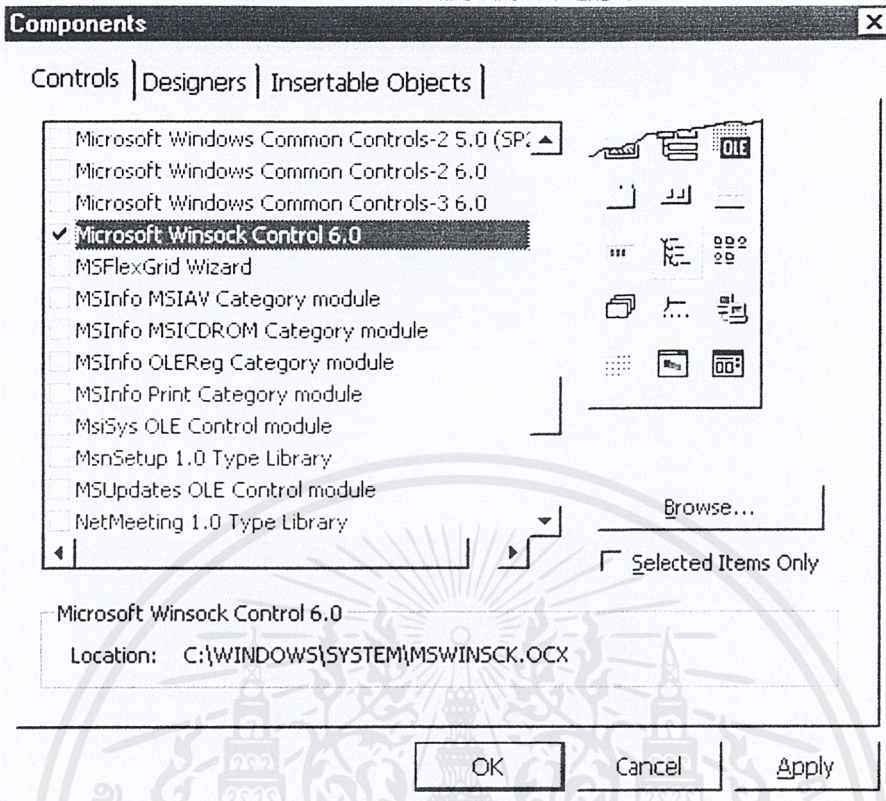 Components
Controls Designers Insertable Objects
Microsoft Windows Common Controls-2 5.0 (SP2
Microsoft Windows Common Controls-2 6.0
Microsoft Windows Common Controls-3 6.0
Microsoft Winsock Control 6.0
MSFlexGrid Wizard
MSInfo MSIAV Category module
MSInfo MSICDROM Category module
MSInfo OLEReg Category module
MSInfo Print Category module
MsiSys OLE Control module
MsnSetup 1.0 Type Library
MSUpdates OLE Control module
NetMeeting 1.0 Type Library
OLE
Browse...
Selected Items Only
Microsoft Winsock Control 6.0
Location: C:\WINDOWS\SYSTEM\MSWINSCK.OCX
OK Cancel Apply